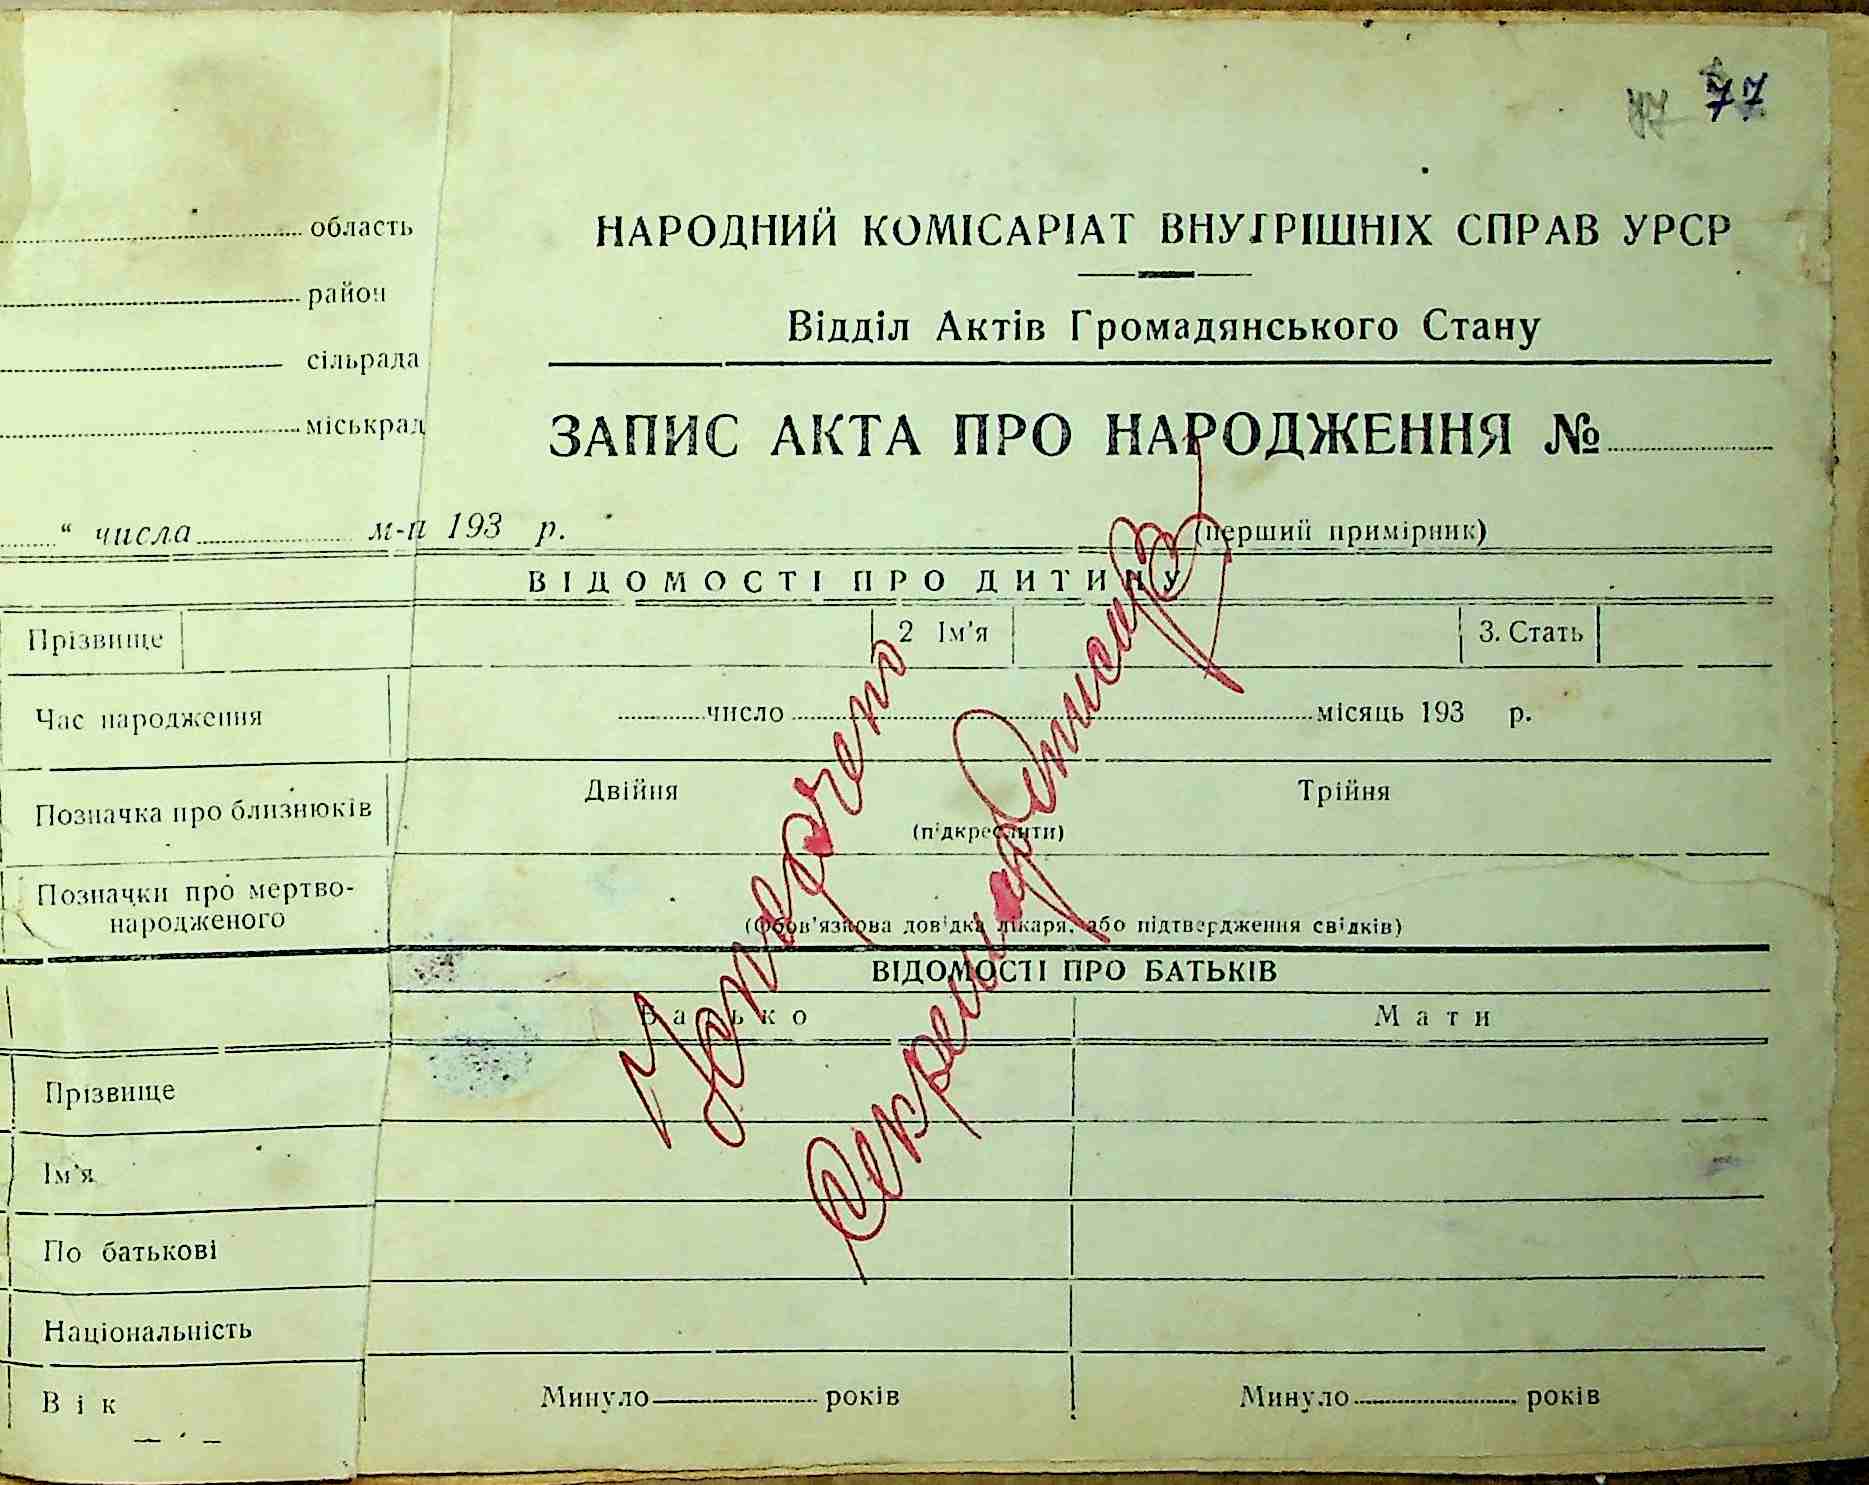 77 77
область
НАРОДНИЙ КОМІСАРІАТ ВНУТРІШНІХ СПРАВ УРСР
район
Відділ Актів Громадянського Стану
сільрада
міськрад
ЗАПИС АКТА ПРО НАРОДЖЕННЯ №
“ числа м-ц 193 р.
(перший примірник)
ВІДОМОСТІ ПРО ДИТИНУ
Прізвище 2 Ім'я 3. Стать
Час народження число місяць 193 р.
Позначка про близнюків Двійня Трійня
(підкреслити)
Позначки про мертво-
народженого
(Обов'язкова довідка лікаря, або підтвердження свідків)
ВІДОМОСТІ ПРО БАТЬКІВ
Батько Мати
Прізвище
Ім'я
По батькові
Національність
Вік Минуло років Минуло років
Секретар